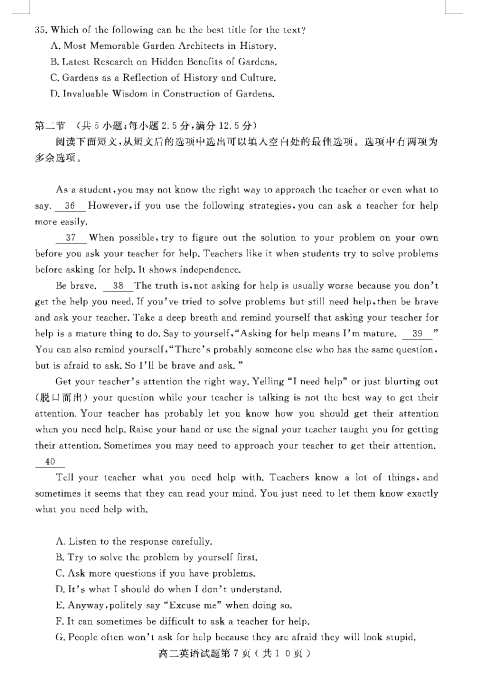 35. Which of the following can be the best title for the text?
A. Most Memorable Garden Architects in History.
B. Latest Research on Hidden Benefits of Gardens.
C. Gardens as a Reflection of History and Culture.
D. Invaluable Wisdom in Construction of Gardens.
第二节 (共5小题;每小题2.5分,满分12.5分)
阅读下面短文,从短文后的选项中选出可以填入空白处的最佳选项。选项中有两项为
多余选项。
As a student, you may not know the right way to approach the teacher or even what to
say. 36 However, if you use the following strategies, you can ask a teacher for help
more easily.
37 When possible, try to figure out the solution to your problem on your own
before you ask your teacher for help. Teachers like it when students try to solve problems
before asking for help. It shows independence.
Be brave. 38 The truth is, not asking for help is usually worse because you don't
get the help you need. If you've tried to solve problems but still need help, then be brave
and ask your teacher. Take a deep breath and remind yourself that asking your teacher for
help is a mature thing to do. Say to yourself, "Asking for help means I'm mature. 39 "
You can also remind yourself, "There's probably someone else who has the same question,
but is afraid to ask. So I'll be brave and ask."
Get your teacher's attention the right way. Yelling "I need help" or just blurting out
(脱口而出) your question while your teacher is talking is not the best way to get their
attention. Your teacher has probably let you know how you should get their attention
when you need help. Raise your hand or use the signal your teacher taught you for getting
their attention. Sometimes you may need to approach your teacher to get their attention.
40
Tell your teacher what you need help with. Teachers know a lot of things, and
sometimes it seems that they can read your mind. You just need to let them know exactly
what you need help with.
A. Listen to the response carefully.
B. Try to solve the problem by yourself first.
C. Ask more questions if you have problems.
D. It's what I should do when I don't understand.
E. Anyway, politely say "Excuse me" when doing so.
F. It can sometimes be difficult to ask a teacher for help.
G. People often won't ask for help because they are afraid they will look stupid.
高二英语试题第7页(共10页)